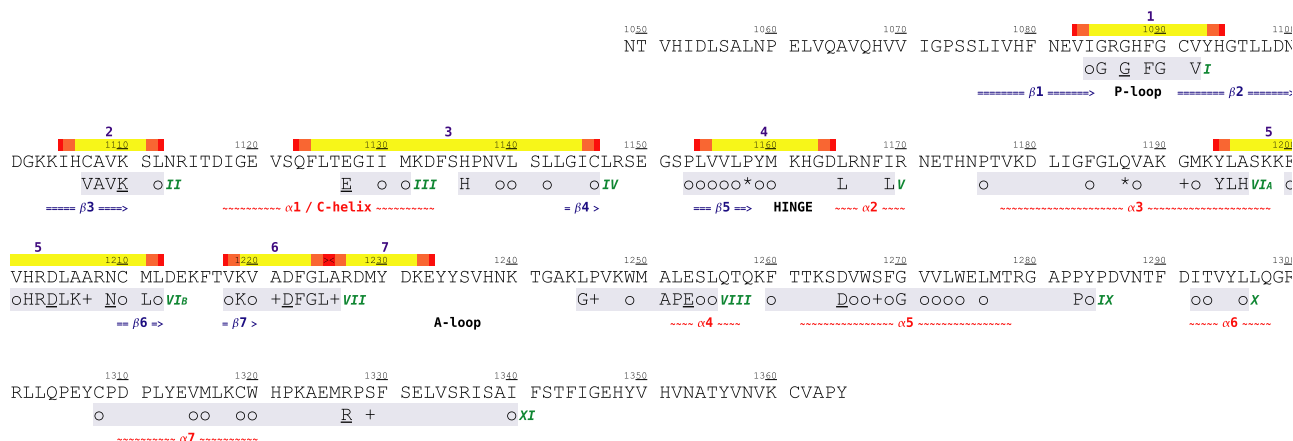 1
1050 1060 1070 1080 1090 110
NT VHIDLSALNP ELVQAVQHVV IGPSSLIVHF NEVIGRGHFG CVYHGTLLDN
oG G FG V I
======== β1 =======> P-loop ======== β2 =======>
2 3 4 5
1110 1120 1130 1140 1150 1160 1170 1180 1190 120
DGKKIHCAVK SLNRITDIGE VSQFLTEGII MKDFSHPNVL SLLGICLRSE GSPLVVLPYM KHGDLRNFIR NETHNPTVKD LIGFGLQVAK GMKYLASKKF
VAVK o II E o o III H oo o o IV ooooo*oo L L V o o *o +o YLH VIA o
===== β3 ====> ~~~~~~~~~~ α1 / C-helix ~~~~~~~~~~ = β4 > === β5 ==> HINGE ~~~~ α2 ~~~~ ~~~~~~~~~~~~~~~~~~~~~ α3 ~~~~~~~~~~~~~~~~~~~~~
5 6 7
1210 1220 1230 1240 1250 1260 1270 1280 1290 130
VHRDLAARNC MLDEKFTVKV ADFGLARDMY DKEYYSVHNK TGAKLPVKWM ALESLQTQKF TTKSDVWSFG VVLWELMTRG APPYPDVNTF DITVYLLQGR
oHRDLK+ No Lo VIB oKo +DFGL+ VII G+ o APEoo VIII o Doo+oG oooo o Po IX oo o X
== β6 => = β7 > A-loop ~~~~ α4 ~~~~ ~~~~~~~~~~~~~~~~ α5 ~~~~~~~~~~~~~~~~ ~~~~~ α6 ~~~~~
1310 1320 1330 1340 1350 1360
RLLQPEYCPD PLYEVMLKCW HPKAEMRPSF SELVSRISAI FSTFIGEHYV HVNATYVNVK CVAPY
o oo oo R + o XI
~~~~~~~~~~ α7 ~~~~~~~~~~